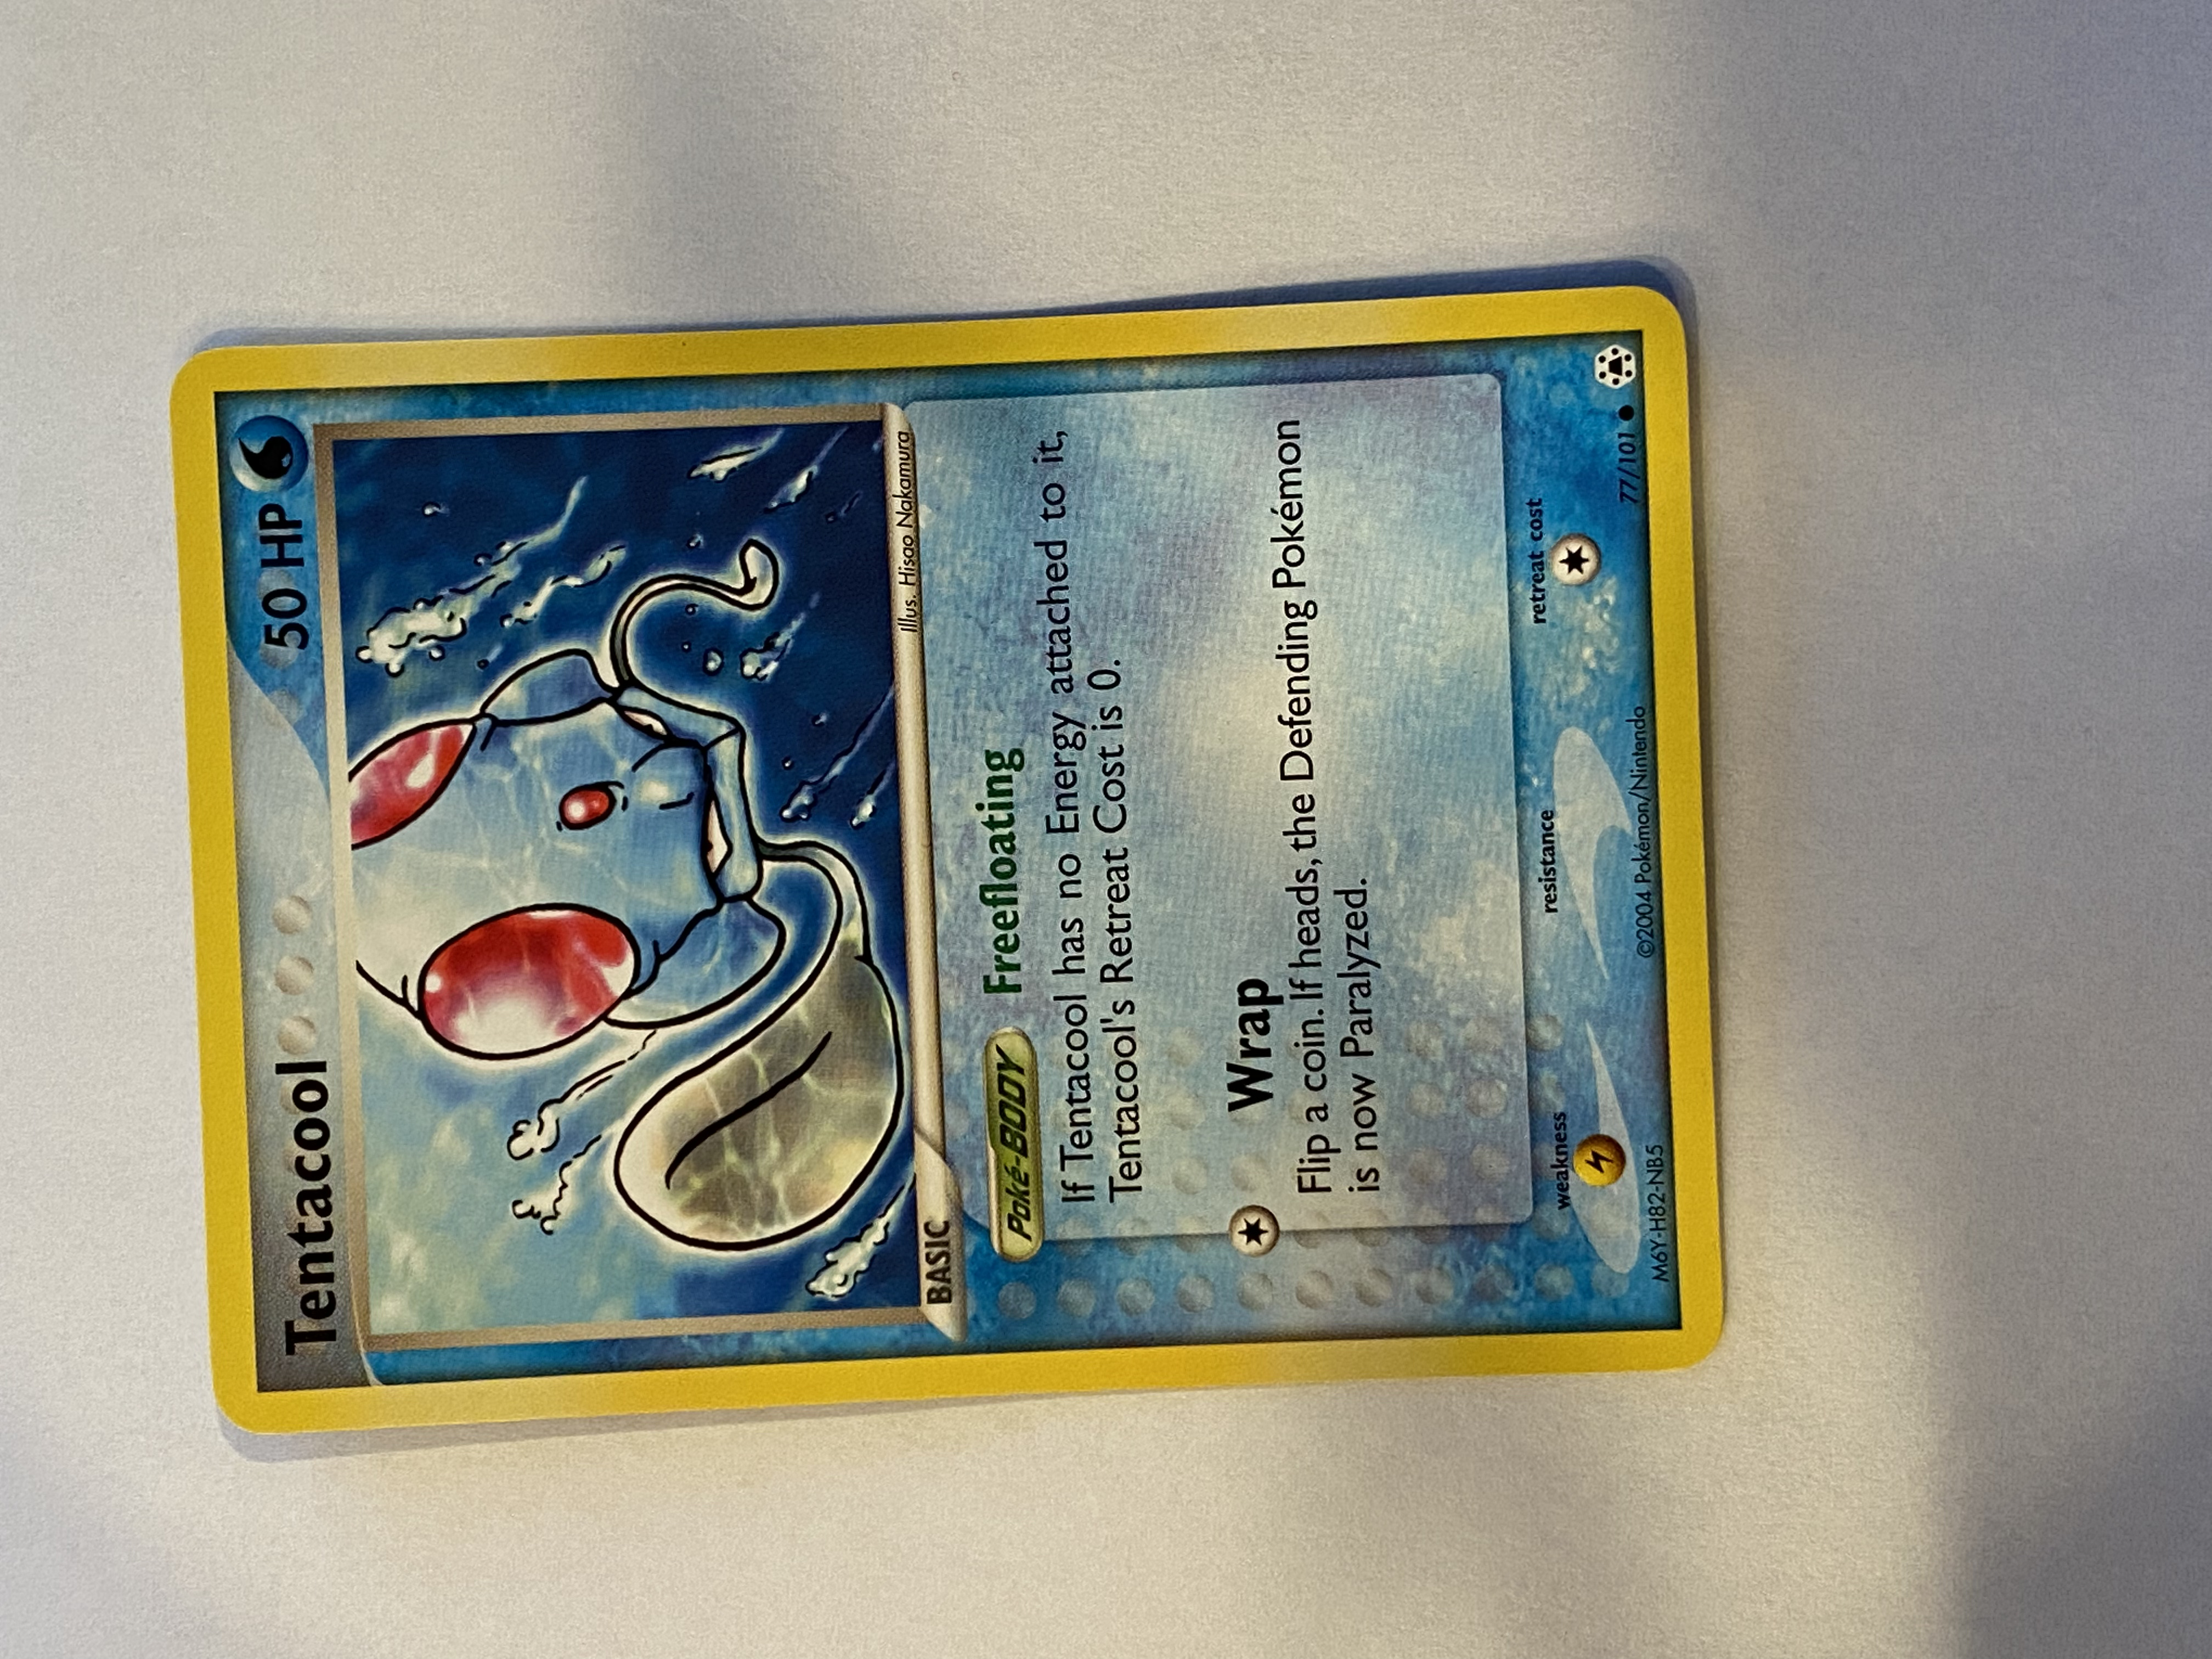 Tentacool
50 HP
Illus. Hisao Nakamura
BASIC
Poké-BODY Freefloating
If Tentacool has no Energy attached to it,
Tentacool's Retreat Cost is 0.
Wrap
Flip a coin. If heads, the Defending Pokémon
is now Paralyzed.
weakness resistance retreat cost
77/101
M6Y-H82-NB5 ©2004 Pokémon/Nintendo